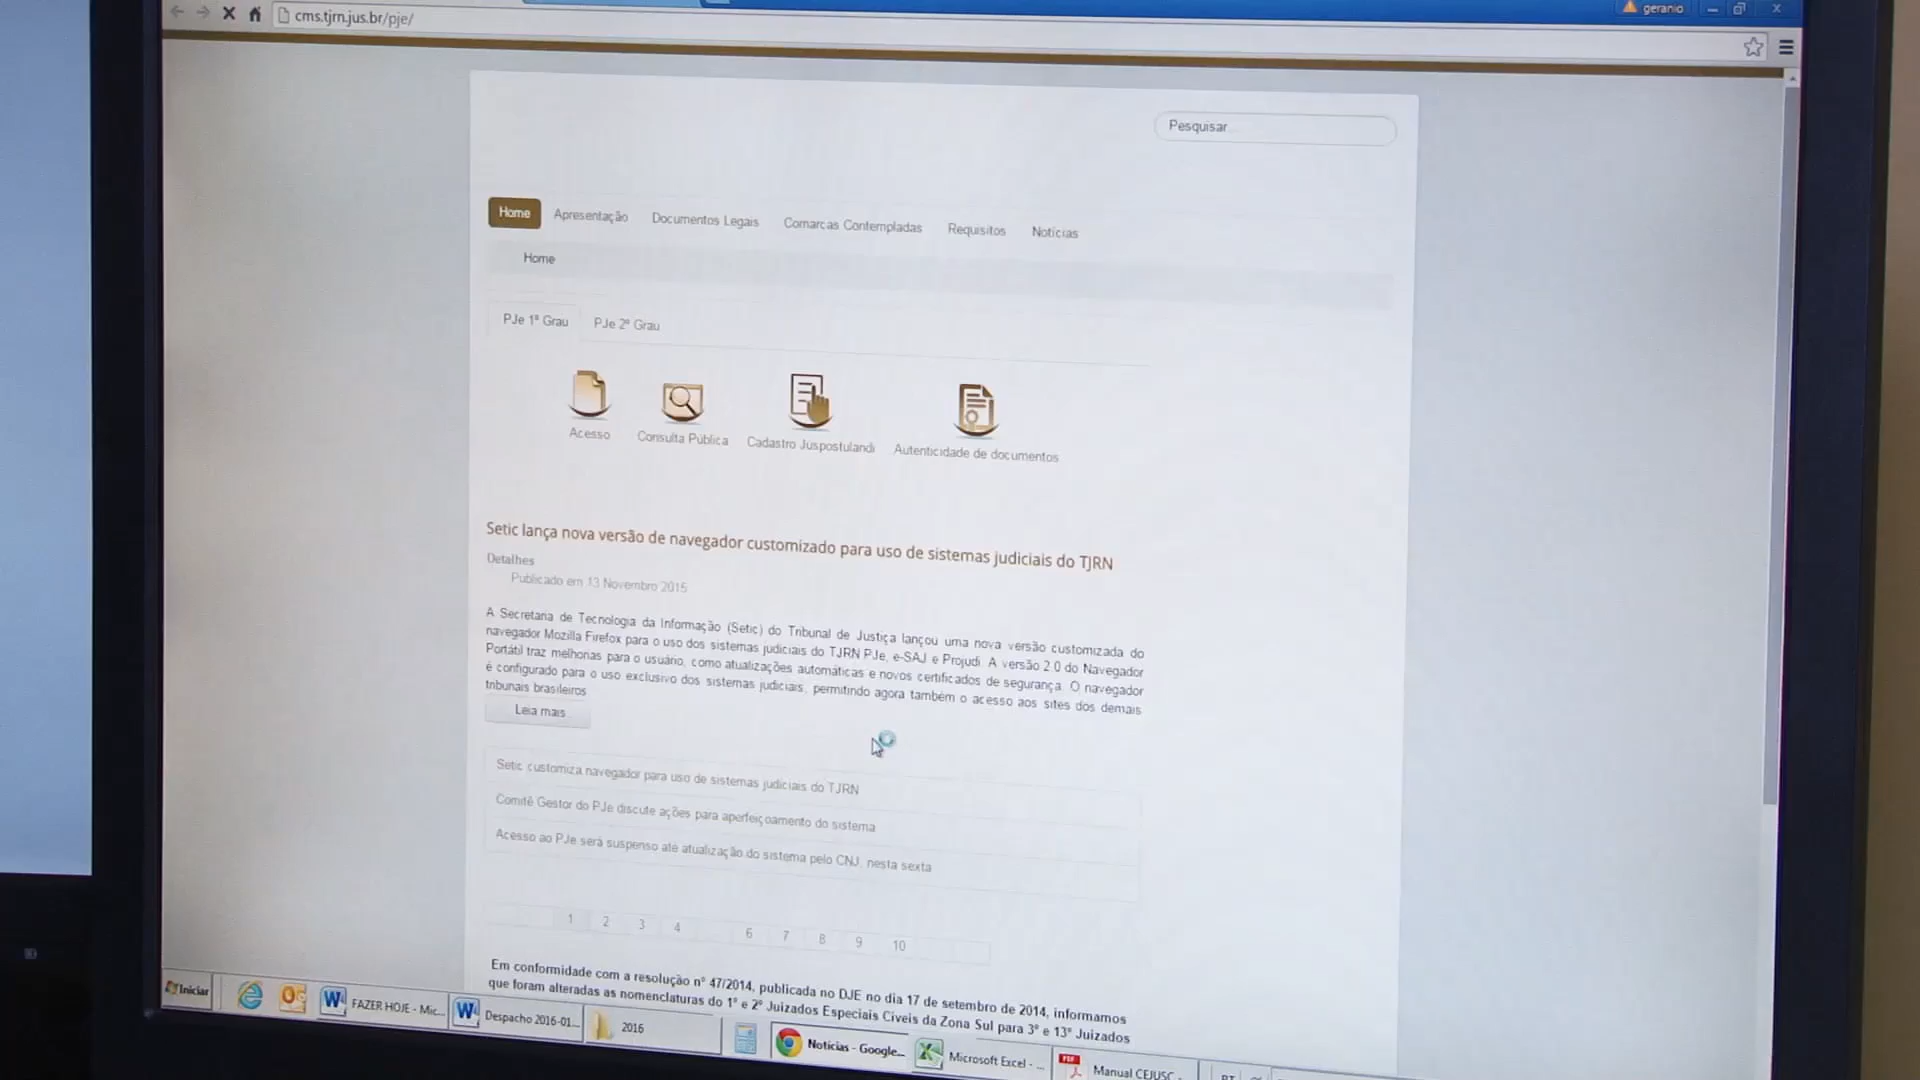 geranio
cms.tjrn.jus.br/pje/
Pesquisar...
Home Apresentação Documentos Legais Comarcas Contempladas Requisitos Notícias
Home
PJe 1º Grau PJe 2º Grau
Acesso Consulta Pública Cadastro Juspostulandi Autenticidade de documentos
Setic lança nova versão de navegador customizado para uso de sistemas judiciais do TJRN
Detalhes
Publicado em 13 Novembro 2015
A Secretaria de Tecnologia da Informação (Setic) do Tribunal de Justiça lançou uma nova versão customizada do
navegador Mozilla Firefox para o uso dos sistemas judiciais do TJRN PJe, e-SAJ e Projudi. A versão 2.0 do Navegador
Portátil traz melhorias para o usuário, como atualizações automáticas e novos certificados de segurança. O navegador
é configurado para o uso exclusivo dos sistemas judiciais, permitindo agora também o acesso aos sites dos demais
tribunais brasileiros
Leia mais
Setic customiza navegador para uso de sistemas judiciais do TJRN
Comitê Gestor do PJe discute ações para aperfeiçoamento do sistema
Acesso ao PJe será suspenso até atualização do sistema pelo CNJ, nesta sexta
1 2 3 4 6 7 8 9 10
Em conformidade com a resolução nº 47/2014, publicada no DJE no dia 17 de setembro de 2014, informamos
que foram alteradas as nomenclaturas do 1º e 2º Juizados Especiais Cíveis da Zona Sul para 3º e 13º Juizados
Iniciar FAZER HOJE - Mic... Despacho 2016-01... 2016 Notícias - Google... Microsoft Excel - ... Manual CEJUSC PT